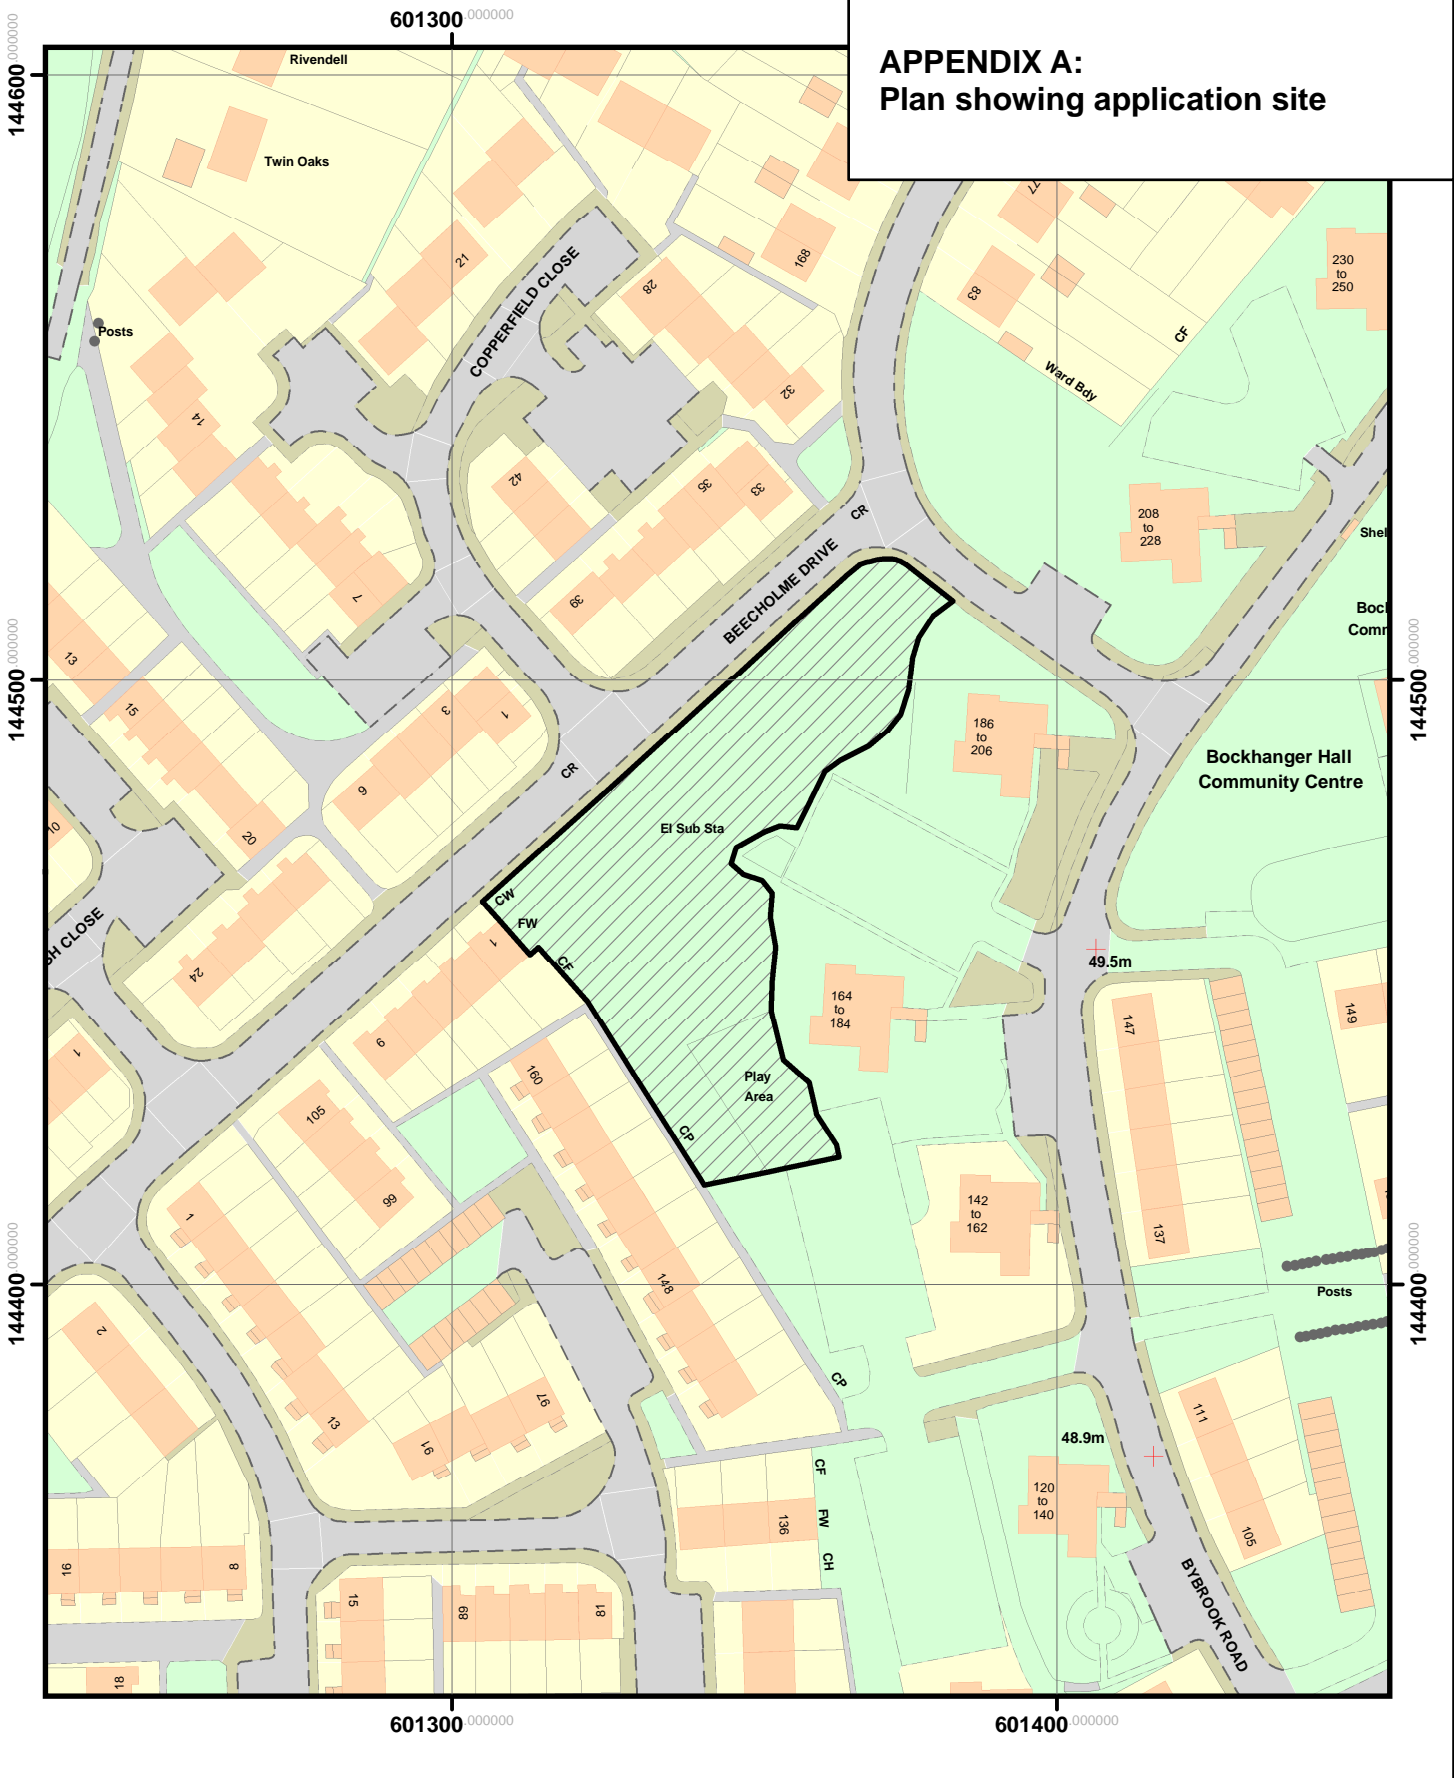 601300.000000
APPENDIX A:
Plan showing application site
144600.000000
Rivendell
Twin Oaks
77
230
to
250
21
168
COPPERFIELD CLOSE
28
83
Posts
CF
Ward Bdy
32
14
42
35
33
CR
208
to
228
Shel
BEECHOLME DRIVE
7
39
Bocl
Comm
13
144500.000000
144500.000000
15
3
1
186
to
206
Bockhanger Hall
Community Centre
CR
6
10
20
El Sub Sta
CW
FW
SH CLOSE
1
CF
24
49.5m
164
to
184
147
149
9
1
160
Play
Area
105
CP
99
1
142
to
162
137
148
144400.000000
144400.000000
Posts
2
CP
97
13
91
111
48.9m
CF
120
to
140
FW
136
105
CH
16
8
BYBROOK ROAD
15
89
81
18
601300.000000
601400.000000